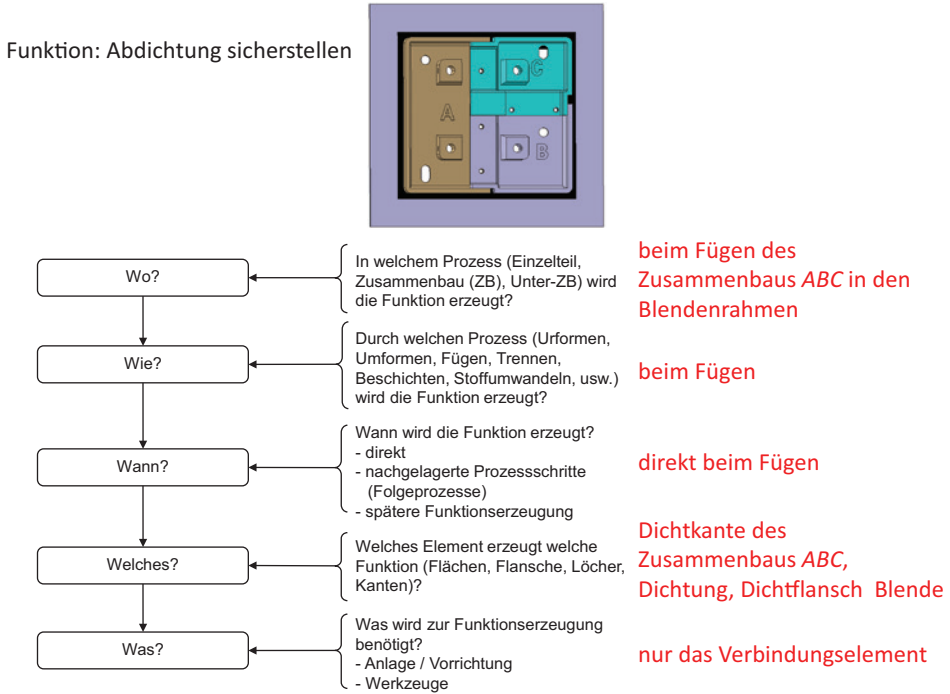 Funktion: Abdichtung sicherstellen
C
A
B
Wo?
In welchem Prozess (Einzelteil,
Zusammenbau (ZB), Unter-ZB) wird
die Funktion erzeugt?
beim Fügen des
Zusammenbaus ABC in den
Blendenrahmen
Wie?
Durch welchen Prozess (Urformen,
Umformen, Fügen, Trennen,
Beschichten, Stoffumwandeln, usw.)
wird die Funktion erzeugt?
beim Fügen
Wann?
Wann wird die Funktion erzeugt?
- direkt
- nachgelagerte Prozessschritte
(Folgeprozesse)
- spätere Funktionserzeugung
direkt beim Fügen
Welches?
Welches Element erzeugt welche
Funktion (Flächen, Flansche, Löcher,
Kanten)?
Dichtkante des
Zusammenbaus ABC,
Dichtung, Dichtflansch Blende
Was?
Was wird zur Funktionserzeugung
benötigt?
- Anlage / Vorrichtung
- Werkzeuge
nur das Verbindungselement